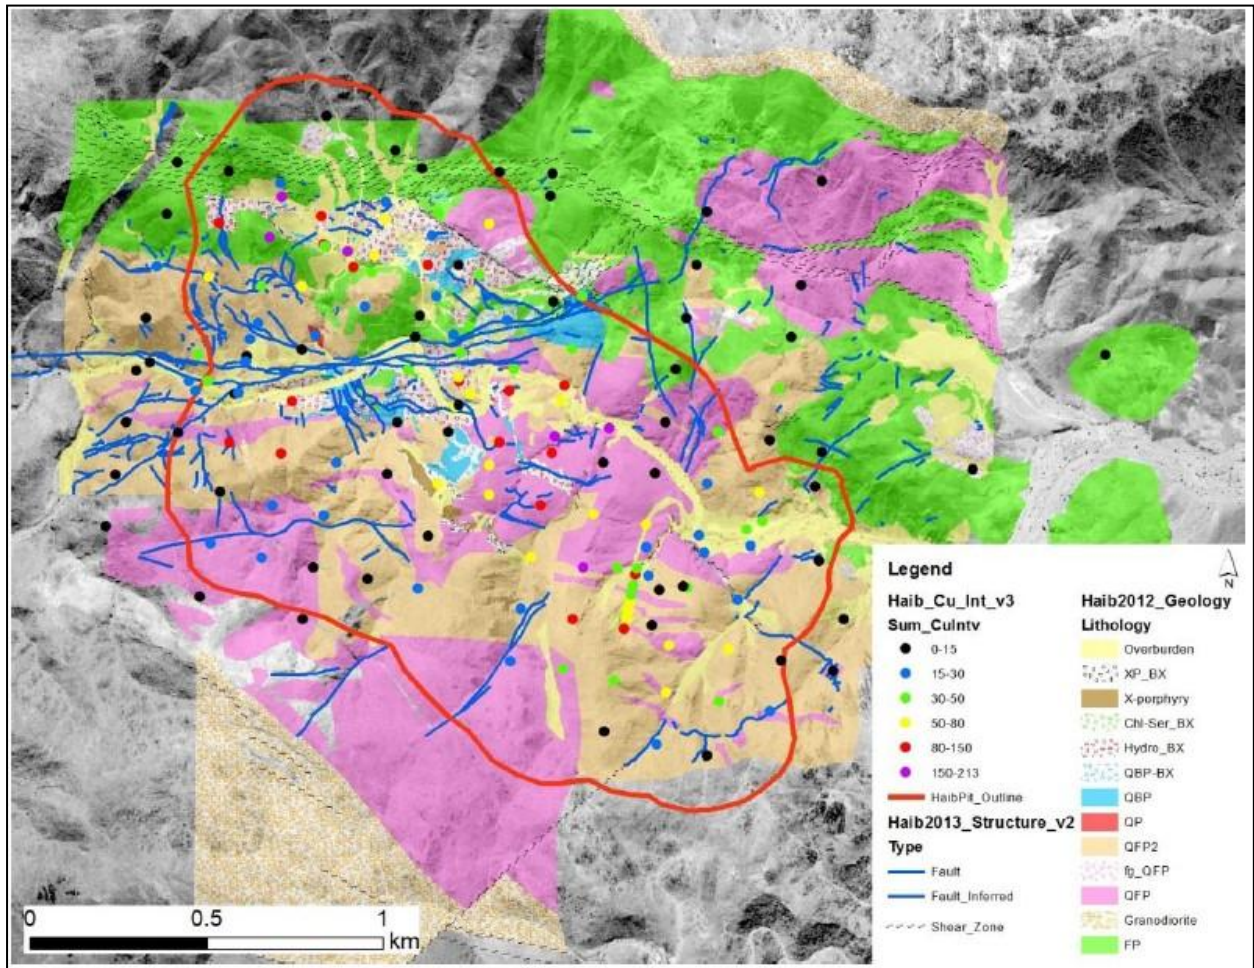 Legend
Haib_Cu_Int_v3
Sum_CuIntv
0-15
15-30
30-50
50-80
80-150
150-213
HaibPit_Outline
Haib2013_Structure_v2
Type
Fault
Fault_Inferred
Shear_Zone
Haib2012_Geology
Lithology
Overburden
XP_BX
X-porphyry
Chl-Ser_BX
Hydro_BX
QBP-BX
QBP
QP
QFP2
fg_QFP
QFP
Granodiorite
FP
N
0 0.5 1
km